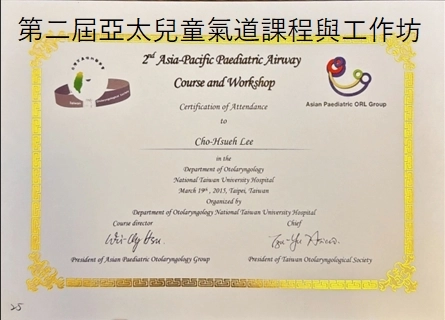 第二屆亞太兒童氣道課程與工作坊
2nd Asia-Pacific Paediatric Airway
Course and Workshop
Asian Paediatric ORL Group
Certification of Attendance
to
Cho-Hsueh Lee
in the
Department of Otolaryngology
National Taiwan University Hospital
March 19th, 2015, Taipei, Taiwan
Organized by
Department of Otolaryngology National Taiwan University Hospital
Course director
Chief
President of Asian Paediatric Otolaryngology Group
President of Taiwan Otolaryngological Society
25